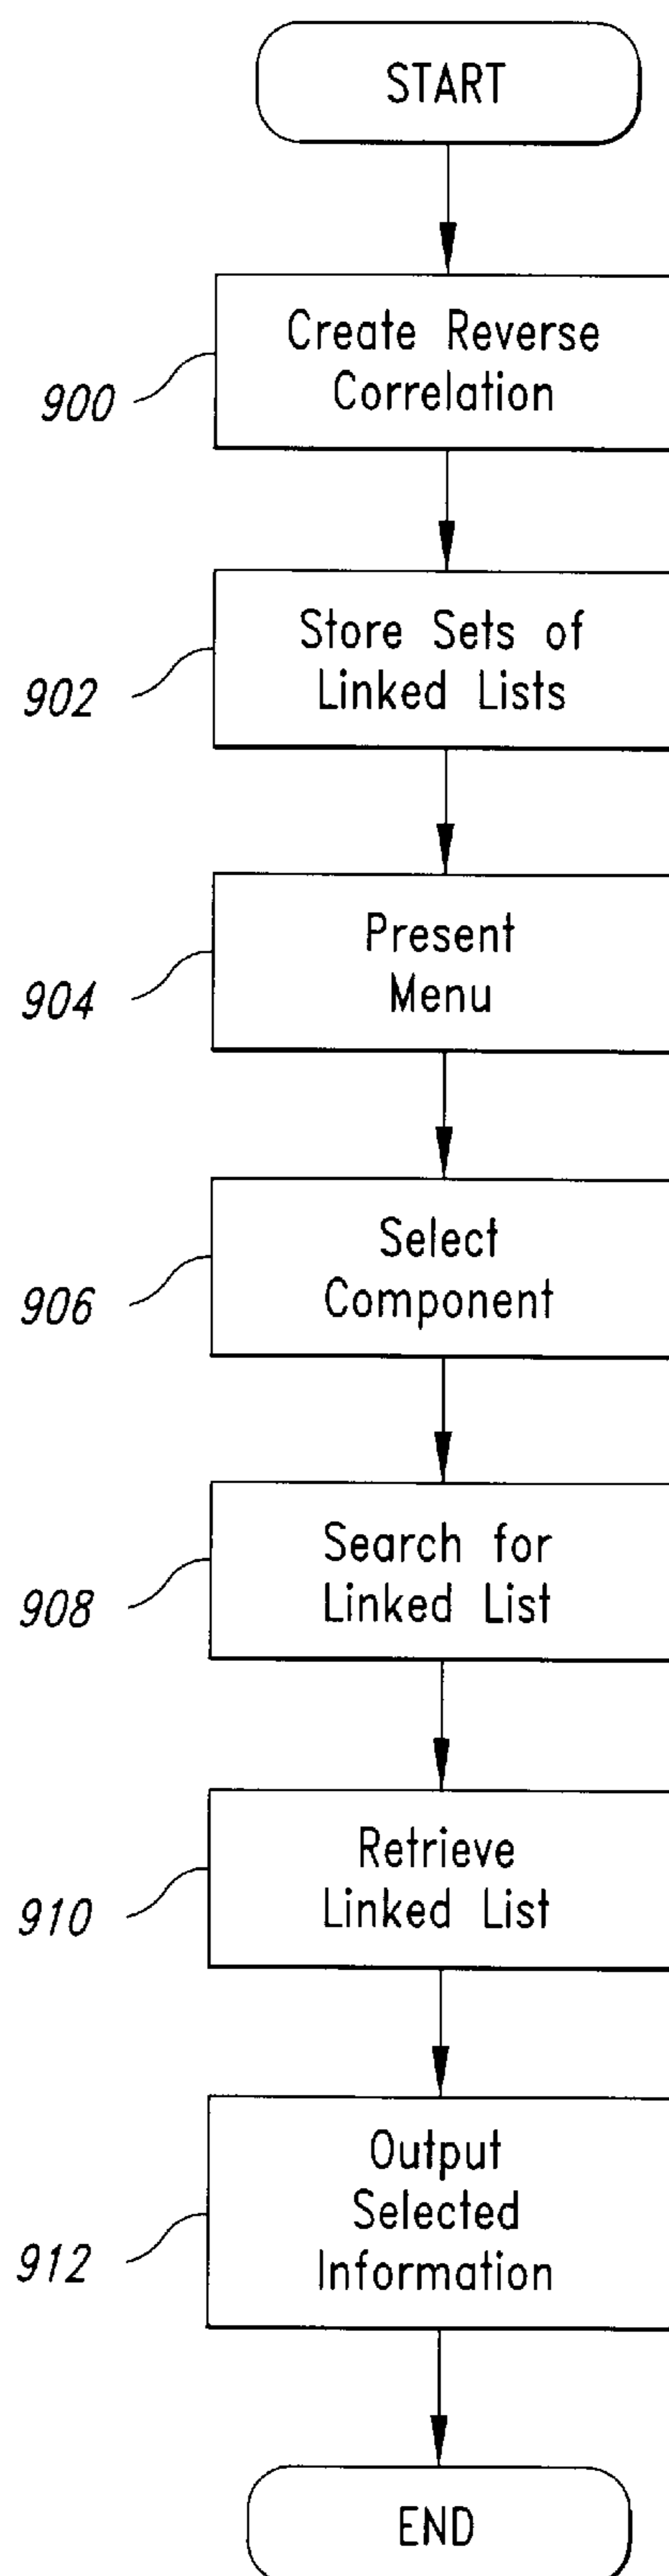 START
900
Create Reverse
Correlation
902
Store Sets of
Linked Lists
904
Present
Menu
906
Select
Component
908
Search for
Linked List
910
Retrieve
Linked List
912
Output
Selected
Information
END